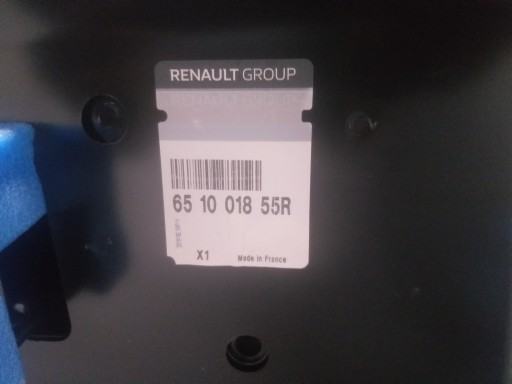 RENAULT GROUP
65 10 018 55R
X1
Made in France